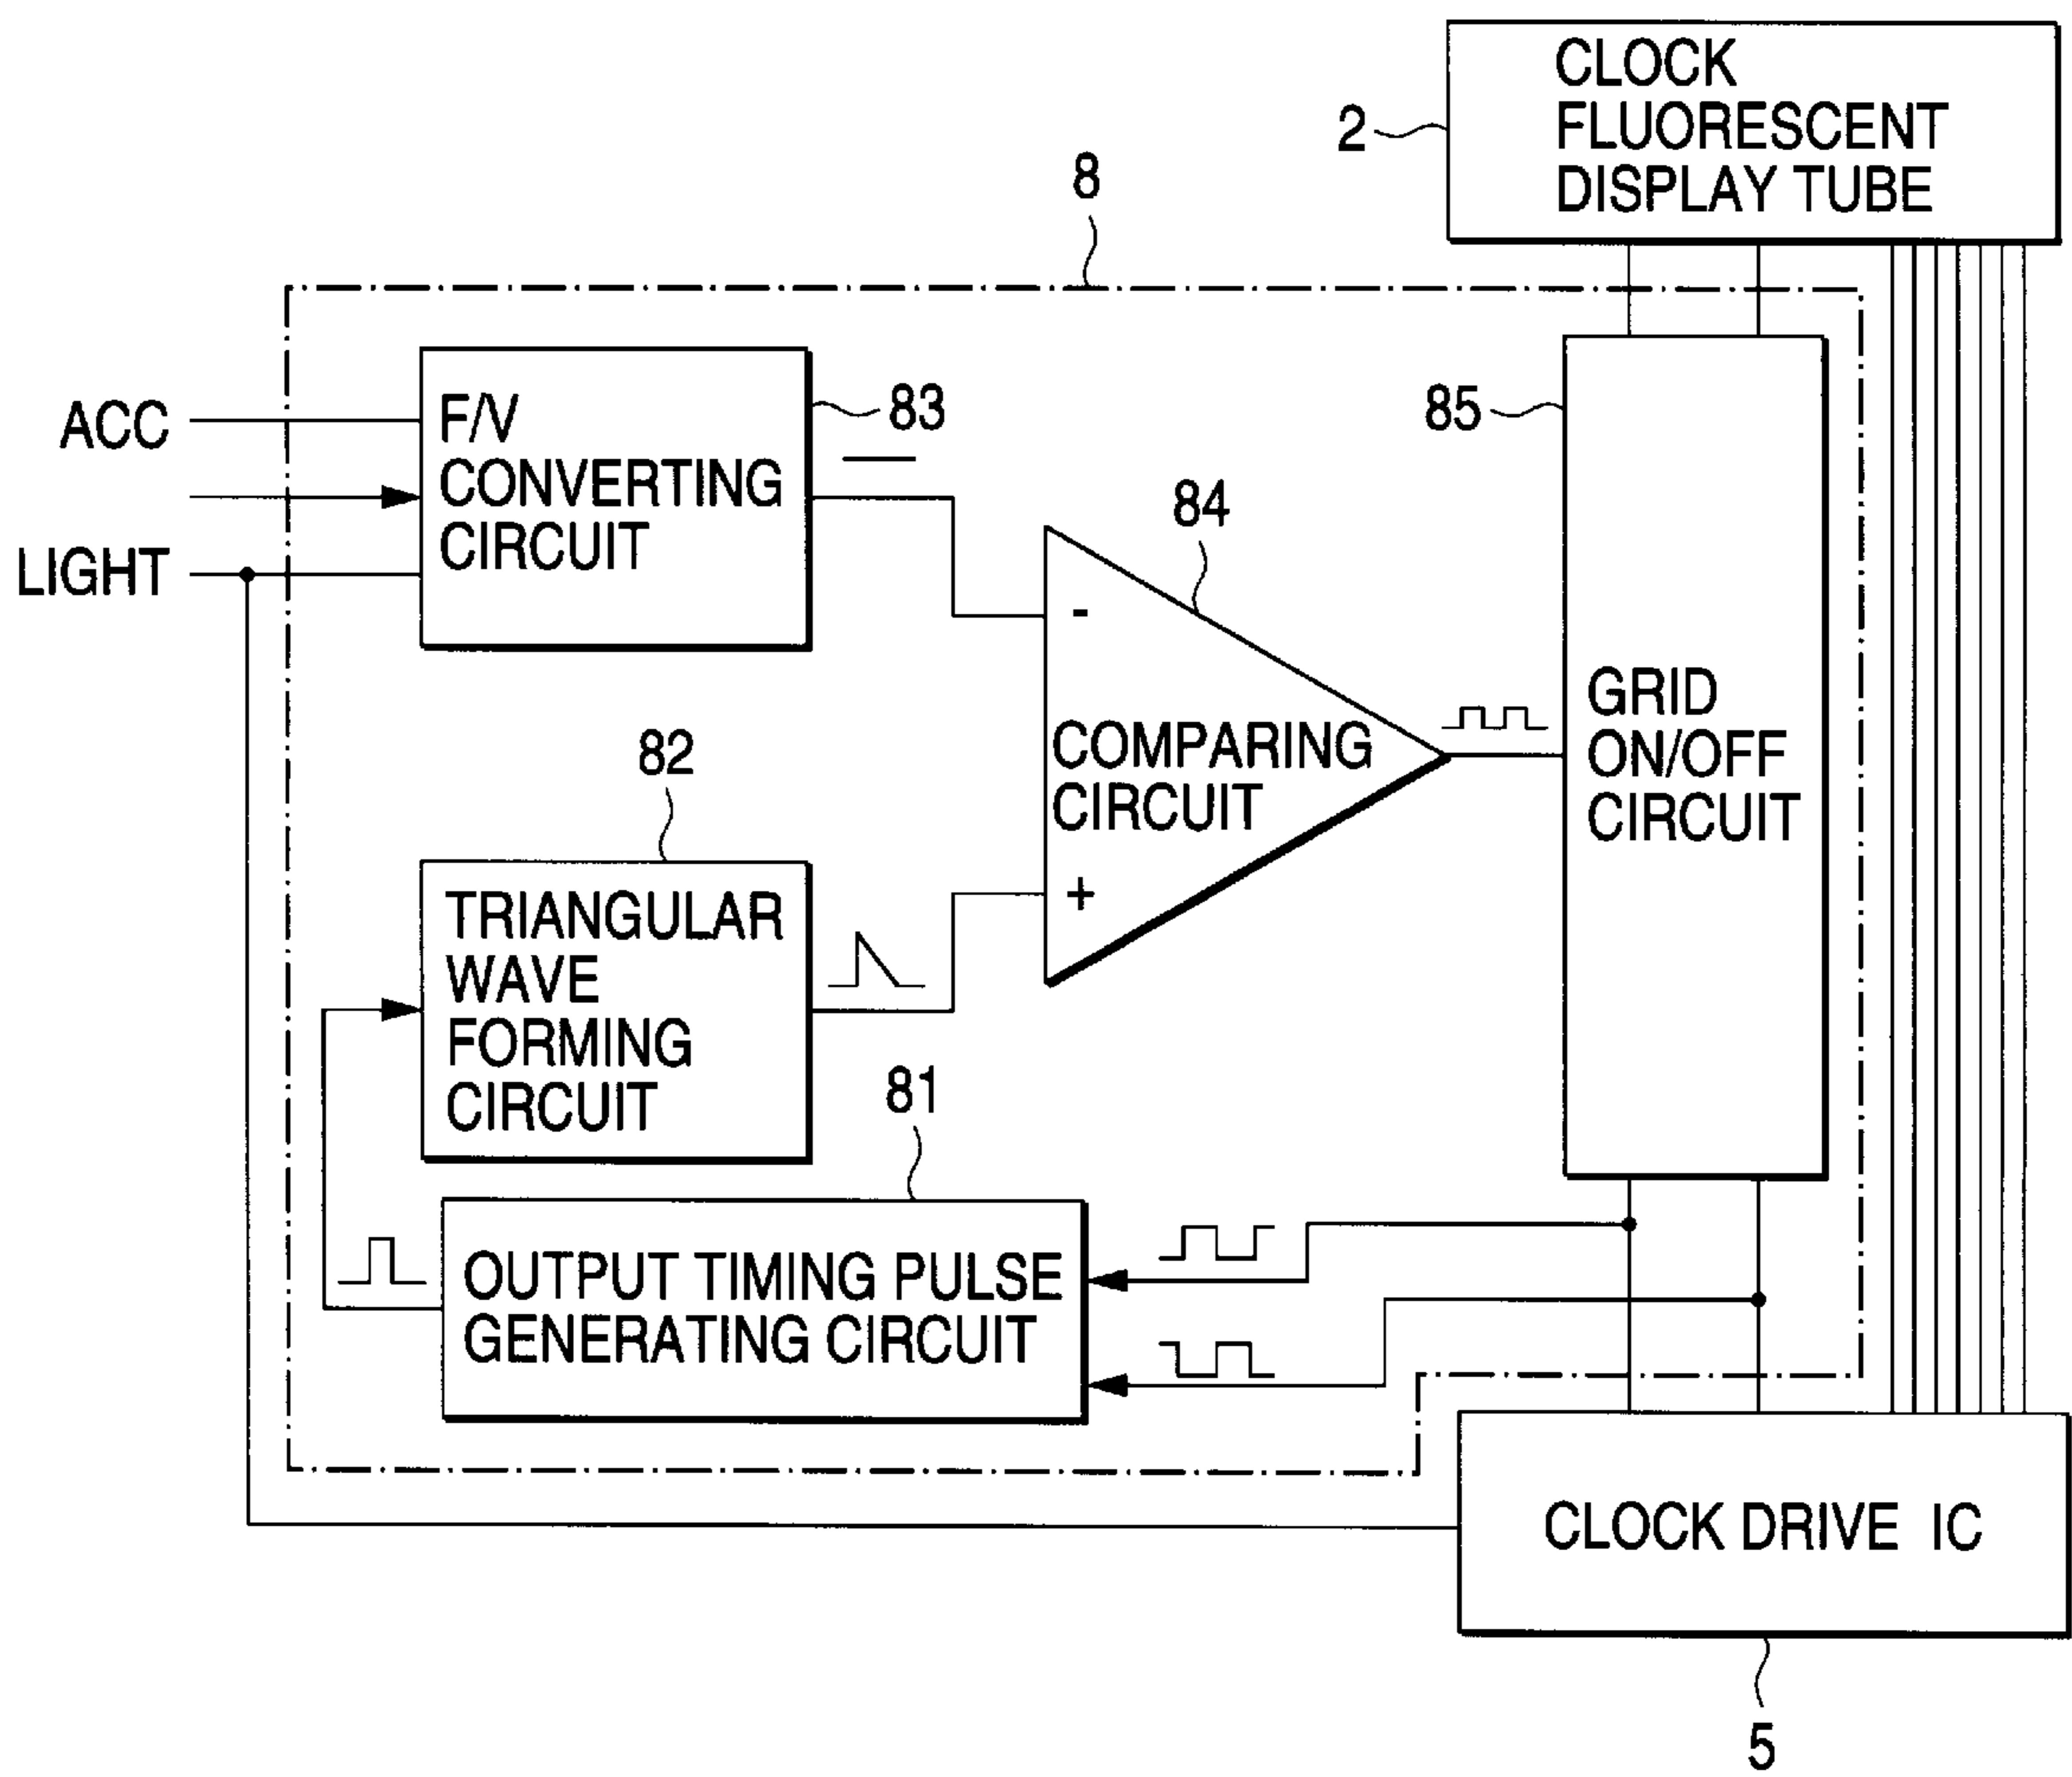 CLOCK
FLUORESCENT
DISPLAY TUBE
2
8
F/V
CONVERTING
CIRCUIT
83
ACC
LIGHT
85
84
-
COMPARING
CIRCUIT
+
GRID
ON/OFF
CIRCUIT
82
TRIANGULAR
WAVE
FORMING
CIRCUIT
81
OUTPUT TIMING PULSE
GENERATING CIRCUIT
CLOCK DRIVE IC
5